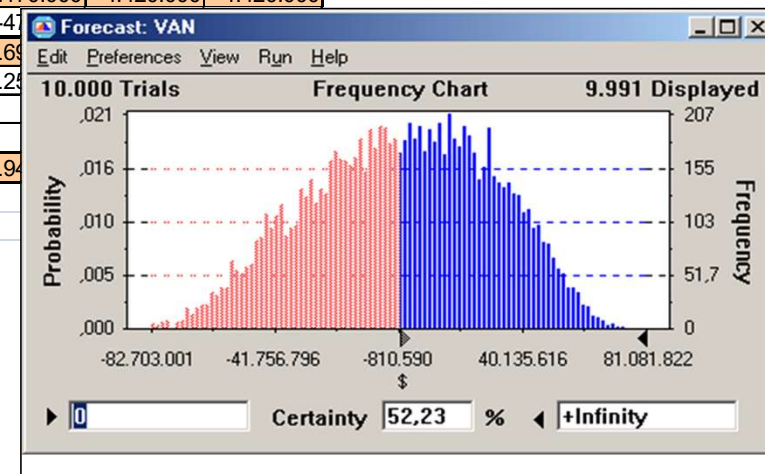 Forecast: VAN
Edit Preferences View Run Help
10.000 Trials Frequency Chart 9.991 Displayed
Probability
,021
,016
,010
,005
,000
207
155
103
51,7
0
Frequency
-82.703.001 -41.756.796 -810.590 40.135.616 81.081.822
$
0 Certainty 52,23 % +Infinity